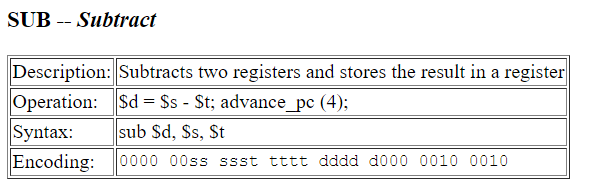 SUB -- Subtract
Description: Subtracts two registers and stores the result in a register
Operation: $d = $s - $t; advance_pc (4);
Syntax: sub $d, $s, $t
Encoding: 0000 00ss ssst tttt dddd d000 0010 0010